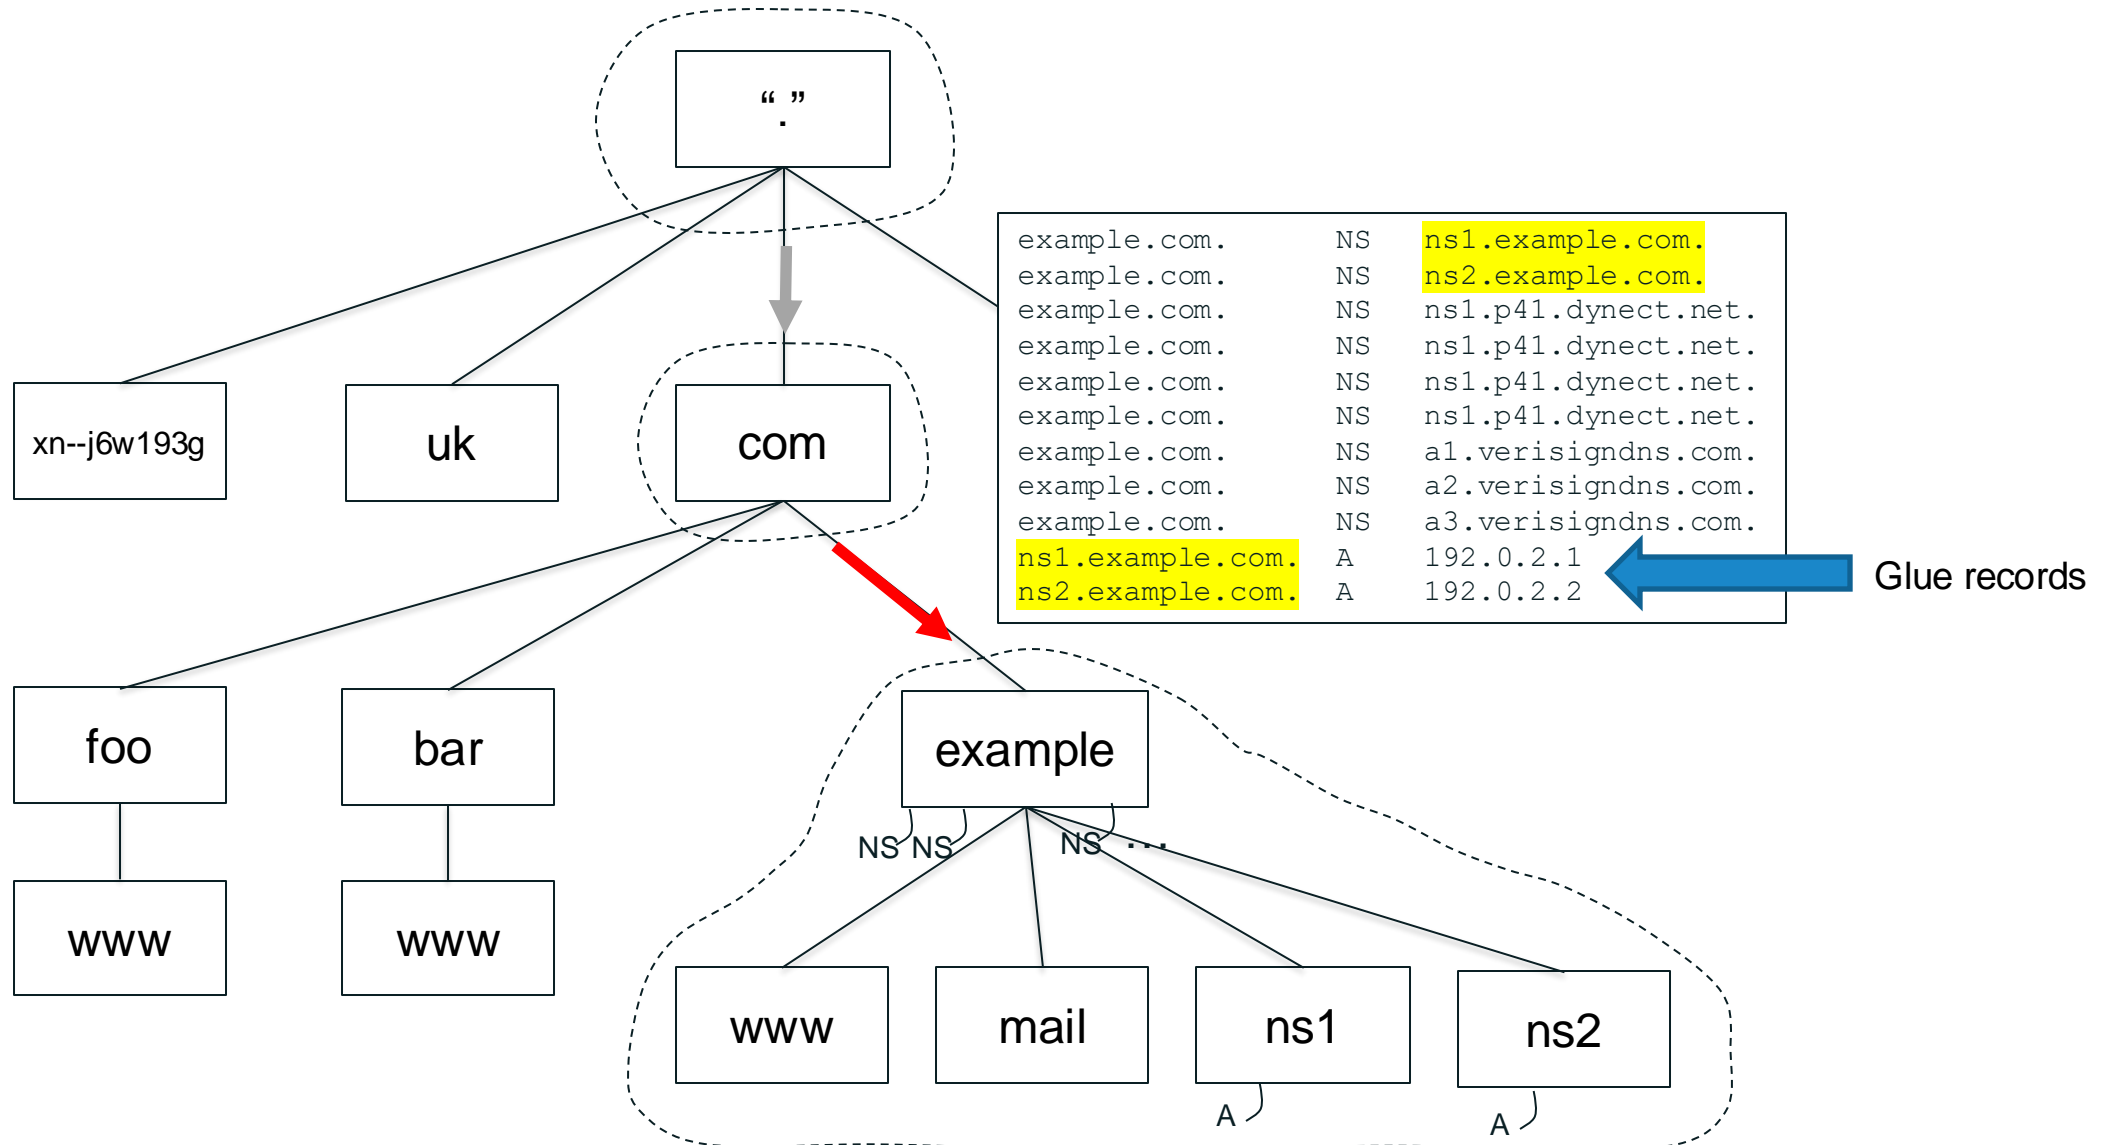 “.”
example.com. NS ns1.example.com.
example.com. NS ns2.example.com.
example.com. NS ns1.p41.dynect.net.
example.com. NS ns1.p41.dynect.net.
example.com. NS ns1.p41.dynect.net.
example.com. NS ns1.p41.dynect.net.
example.com. NS a1.verisigndns.com.
example.com. NS a2.verisigndns.com.
example.com. NS a3.verisigndns.com.
ns1.example.com. A 192.0.2.1
ns2.example.com. A 192.0.2.2
Glue records
xn--j6w193g
uk
com
foo
bar
example
NS NS NS ...
www
www
www
mail
ns1
ns2
A
A